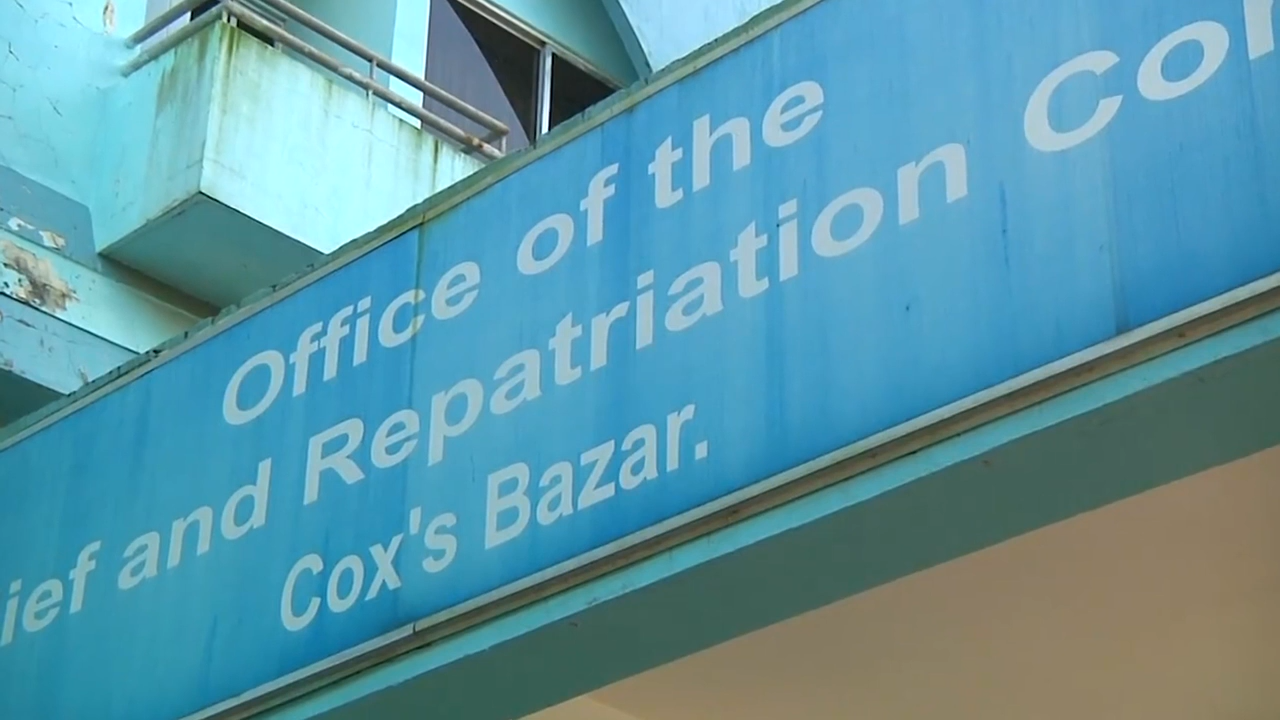 Office of the
ief and Repatriation Co
Cox's Bazar.